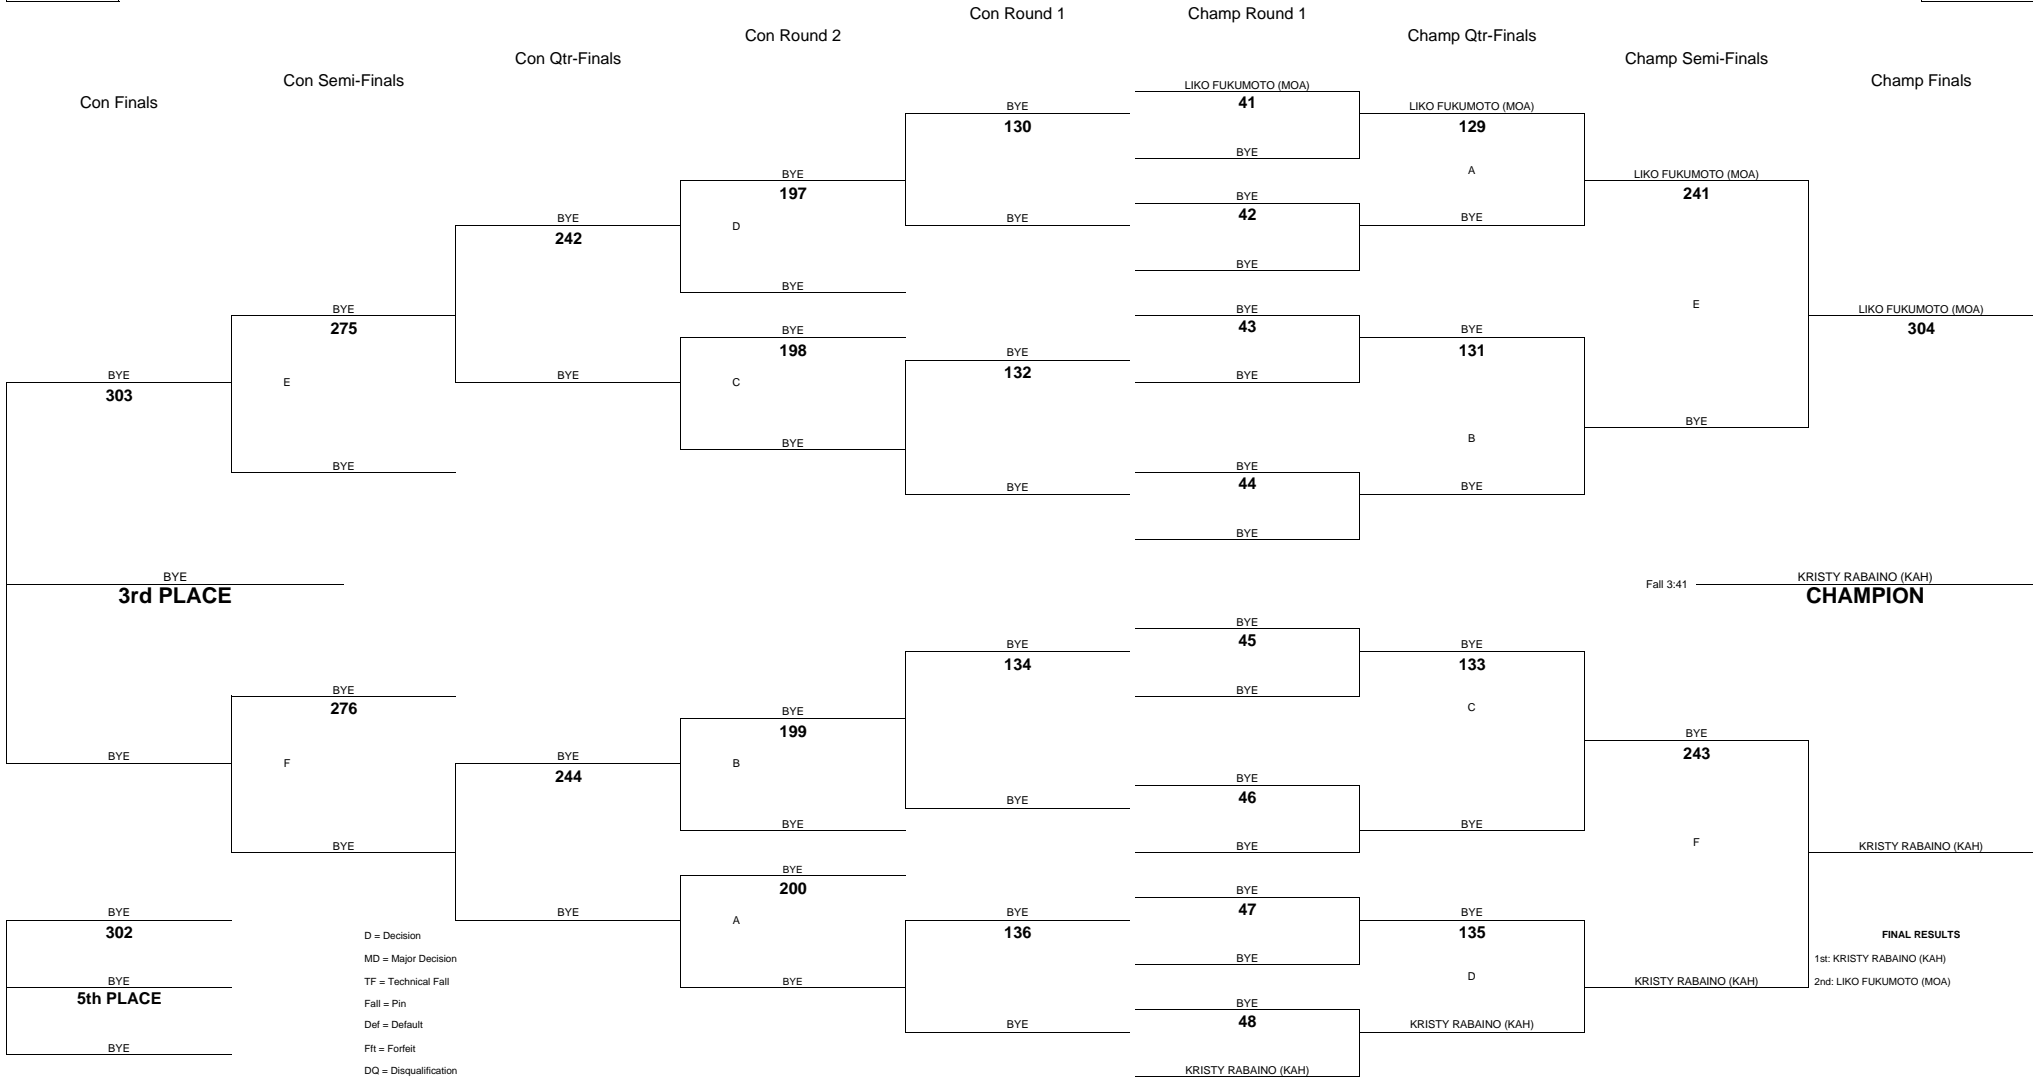 Con Round 1
Champ Round 1
Con Round 2
Champ Qtr-Finals
Con Qtr-Finals
Champ Semi-Finals
Con Semi-Finals
Champ Finals
Con Finals
LIKO FUKUMOTO (MOA)
41
BYE
130
LIKO FUKUMOTO (MOA)
129
BYE
A
BYE
197
LIKO FUKUMOTO (MOA)
241
BYE
42
BYE
242
D
BYE
BYE
BYE
BYE
E
BYE
275
BYE
43
LIKO FUKUMOTO (MOA)
304
BYE
198
BYE
131
BYE
132
BYE
303
E
BYE
C
BYE
BYE
BYE
B
BYE
BYE
44
BYE
BYE
BYE
BYE
3rd PLACE
Fall 3:41
KRISTY RABAINO (KAH)
CHAMPION
BYE
45
BYE
134
BYE
133
BYE
276
BYE
C
BYE
199
BYE
243
BYE
F
BYE
244
B
BYE
46
BYE
BYE
BYE
BYE
BYE
F
KRISTY RABAINO (KAH)
BYE
200
BYE
47
BYE
302
BYE
A
BYE
136
BYE
135
D = Decision
FINAL RESULTS
MD = Major Decision
BYE
1st: KRISTY RABAINO (KAH)
BYE
5th PLACE
TF = Technical Fall
BYE
D
KRISTY RABAINO (KAH)
2nd: LIKO FUKUMOTO (MOA)
Fall = Pin
BYE
48
Def = Default
BYE
KRISTY RABAINO (KAH)
BYE
Fft = Forfeit
DQ = Disqualification
KRISTY RABAINO (KAH)